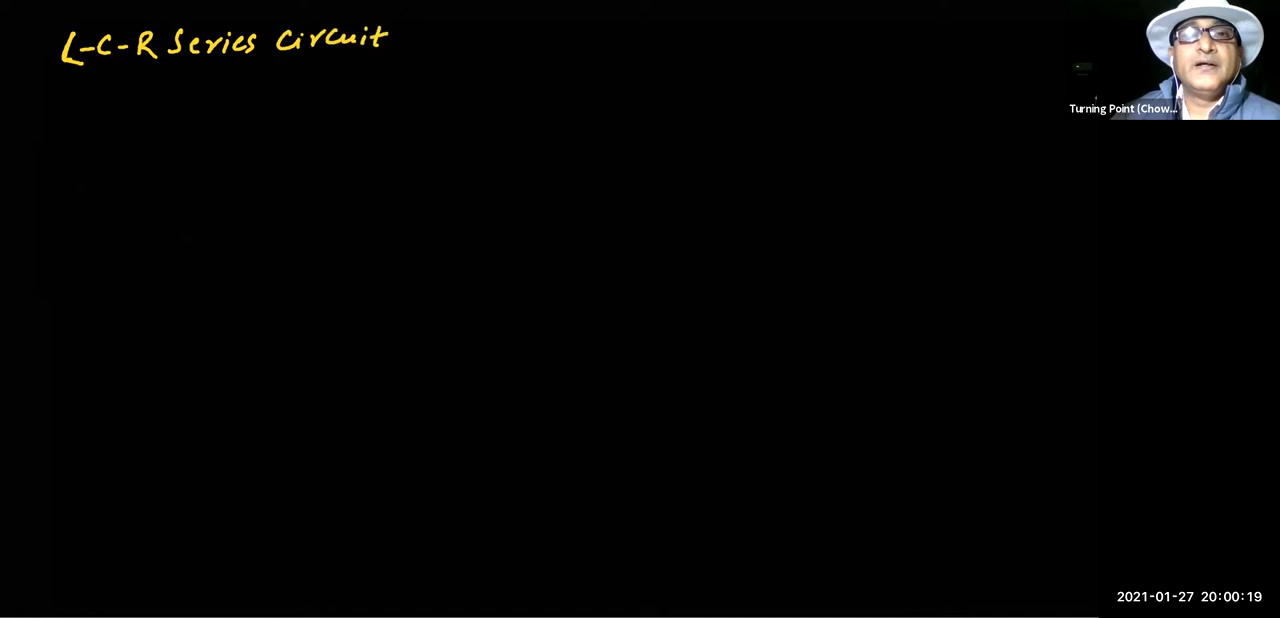 L-C-R Series Circuit
Turning Point (Chow...
2021-01-27 20:00:19